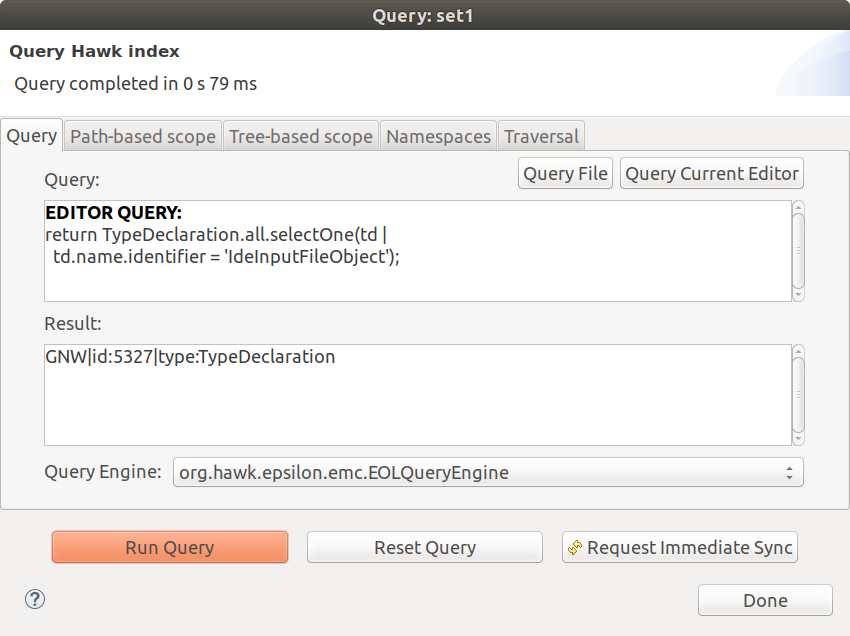 Query: set1
Query Hawk index
Query completed in 0 s 79 ms
Query Path-based scope Tree-based scope Namespaces Traversal
Query: Query File Query Current Editor
EDITOR QUERY:
return TypeDeclaration.all.selectOne(td |
td.name.identifier = 'IdeInputFileObject');
Result:
GNW|id:5327|type:TypeDeclaration
Query Engine: org.hawk.epsilon.emc.EOLQueryEngine
Run Query Reset Query Request Immediate Sync
? Done